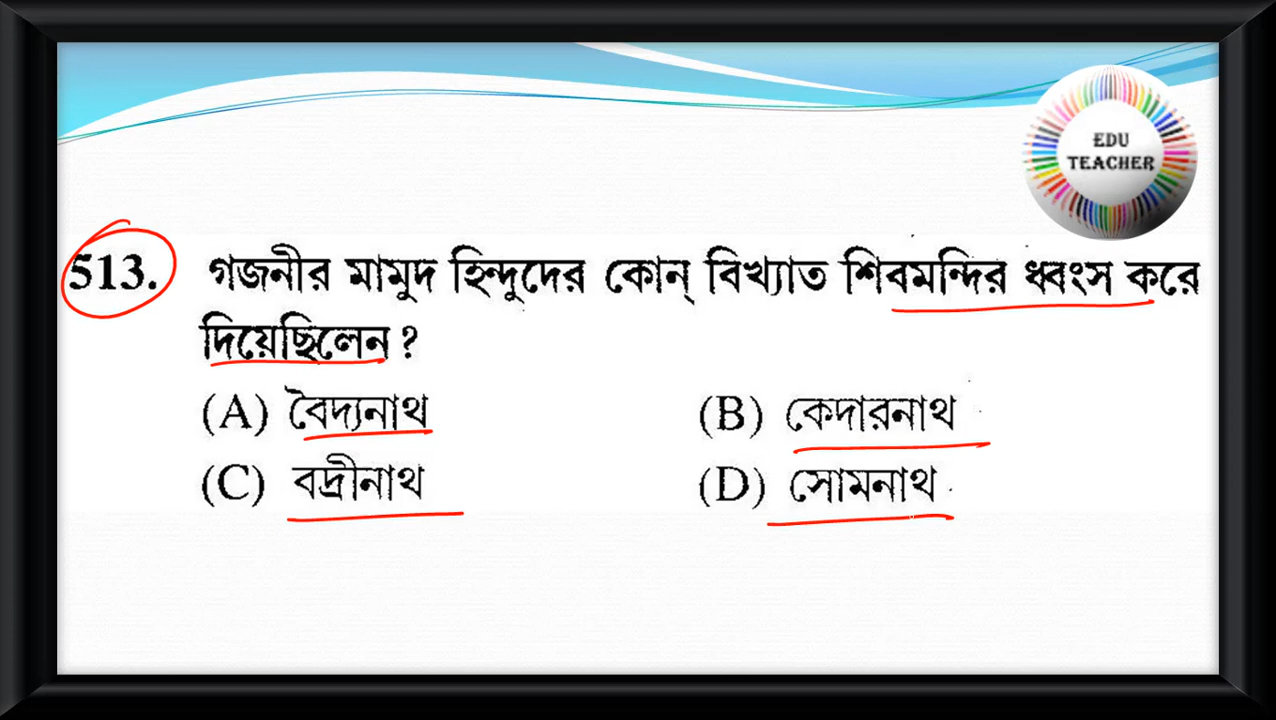 EDU
TEACHER
513. গজনীর মামুদ হিন্দুদের কোন্ বিখ্যাত শিবমন্দির ধ্বংস করে
দিয়েছিলেন ?
(A) বৈদ্যনাথ (B) কেদারনাথ
(C) বদ্রীনাথ (D) সোমনাথ